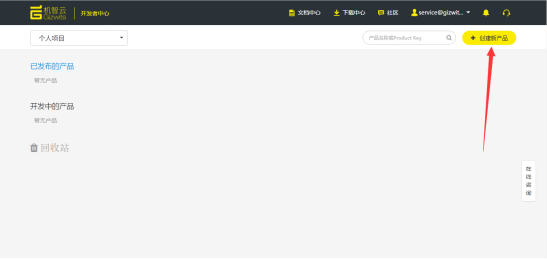 机智云
Gizwits
开发者中心
文档中心
下载中心
社区
service@gizwit...
个人项目
产品名称或Product Key
+ 创建新产品
已发布的产品
暂无产品
开发中的产品
暂无产品
回收站
在
线
咨
询